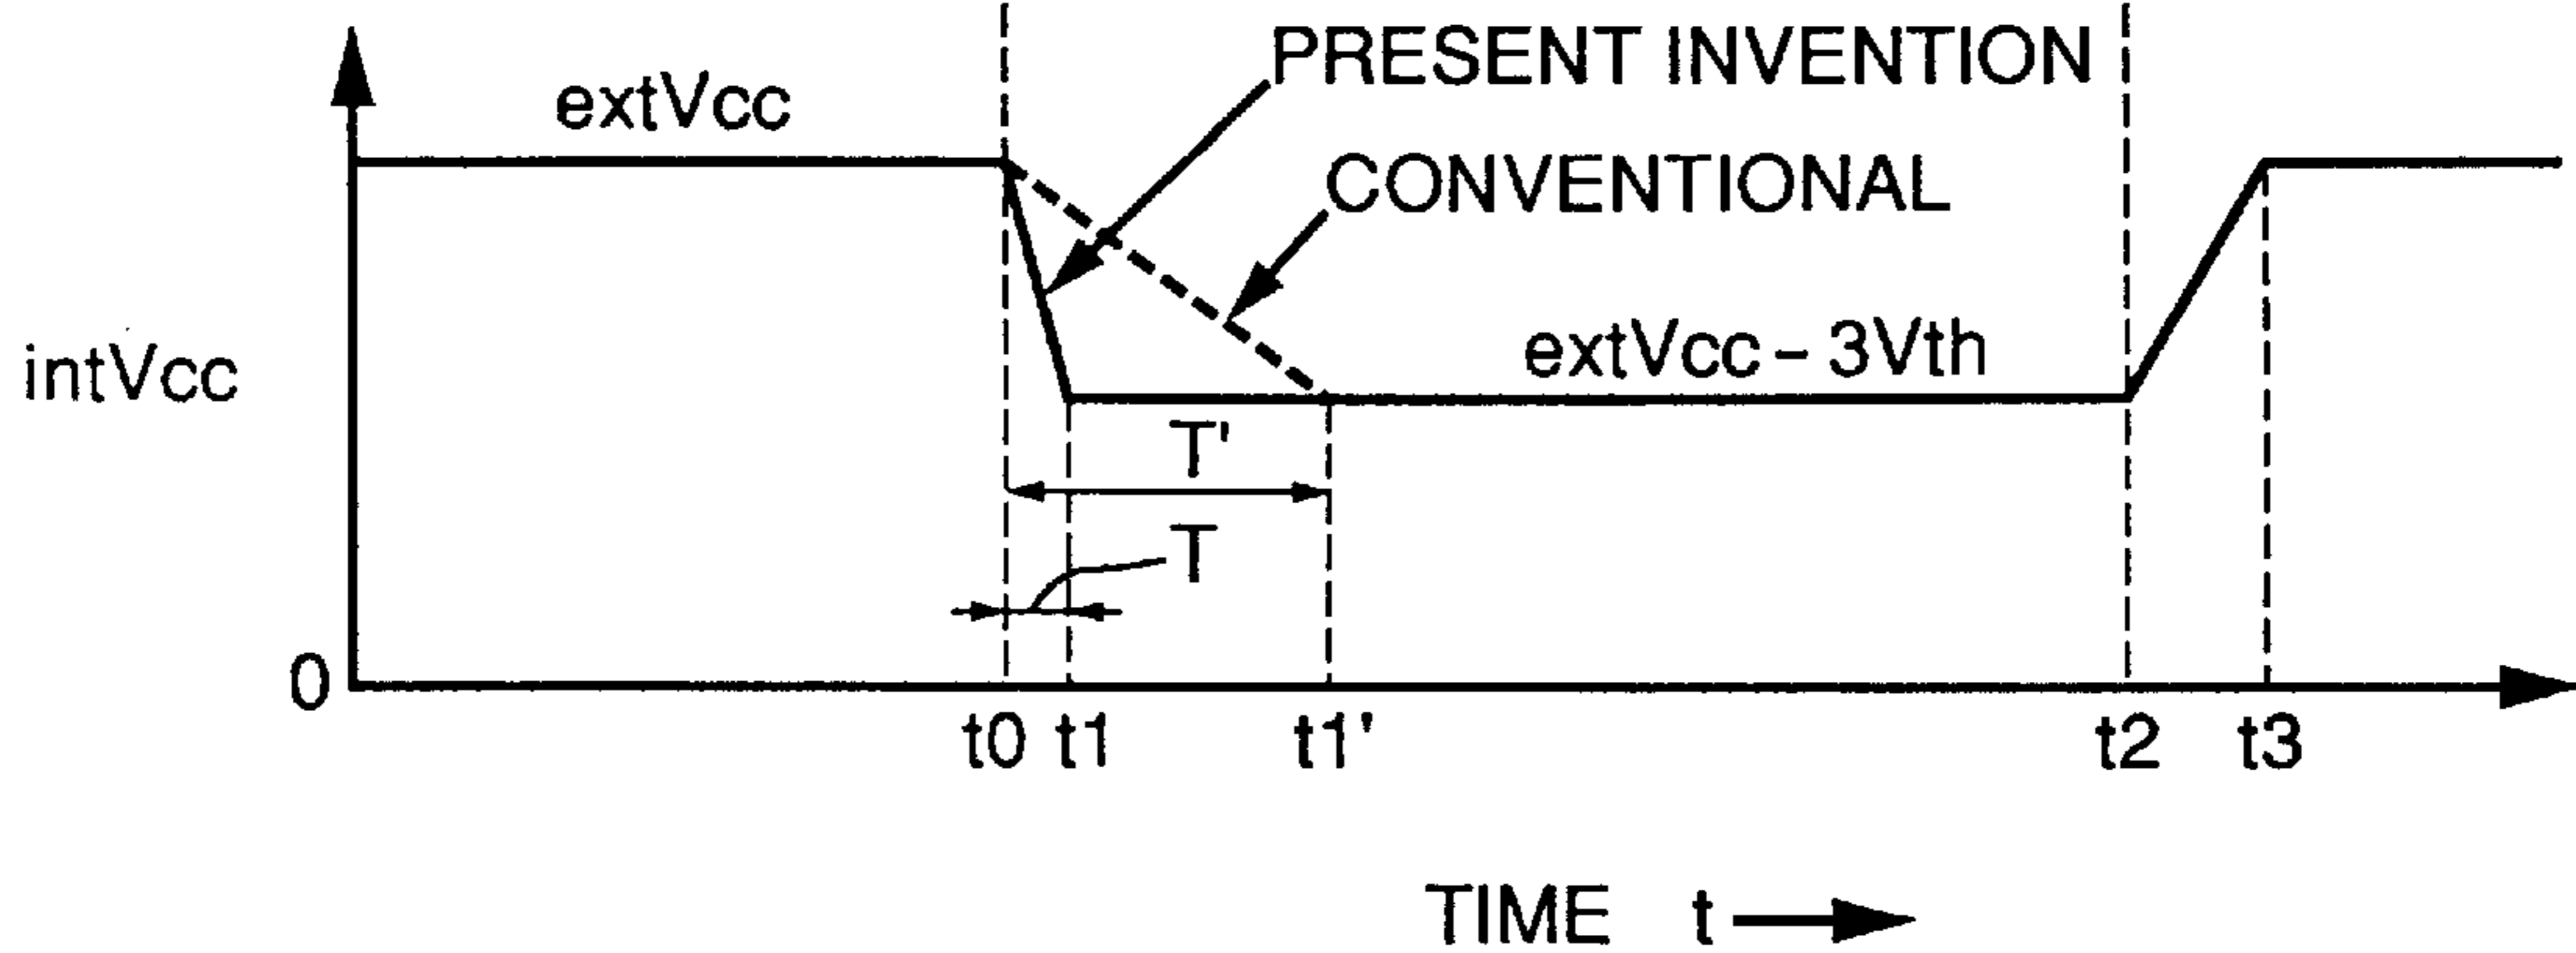 PRESENT INVENTION
extVcc
CONVENTIONAL
extVcc – 3Vth
intVcc
T'
T
0
t0 t1 t1' t2 t3
TIME t